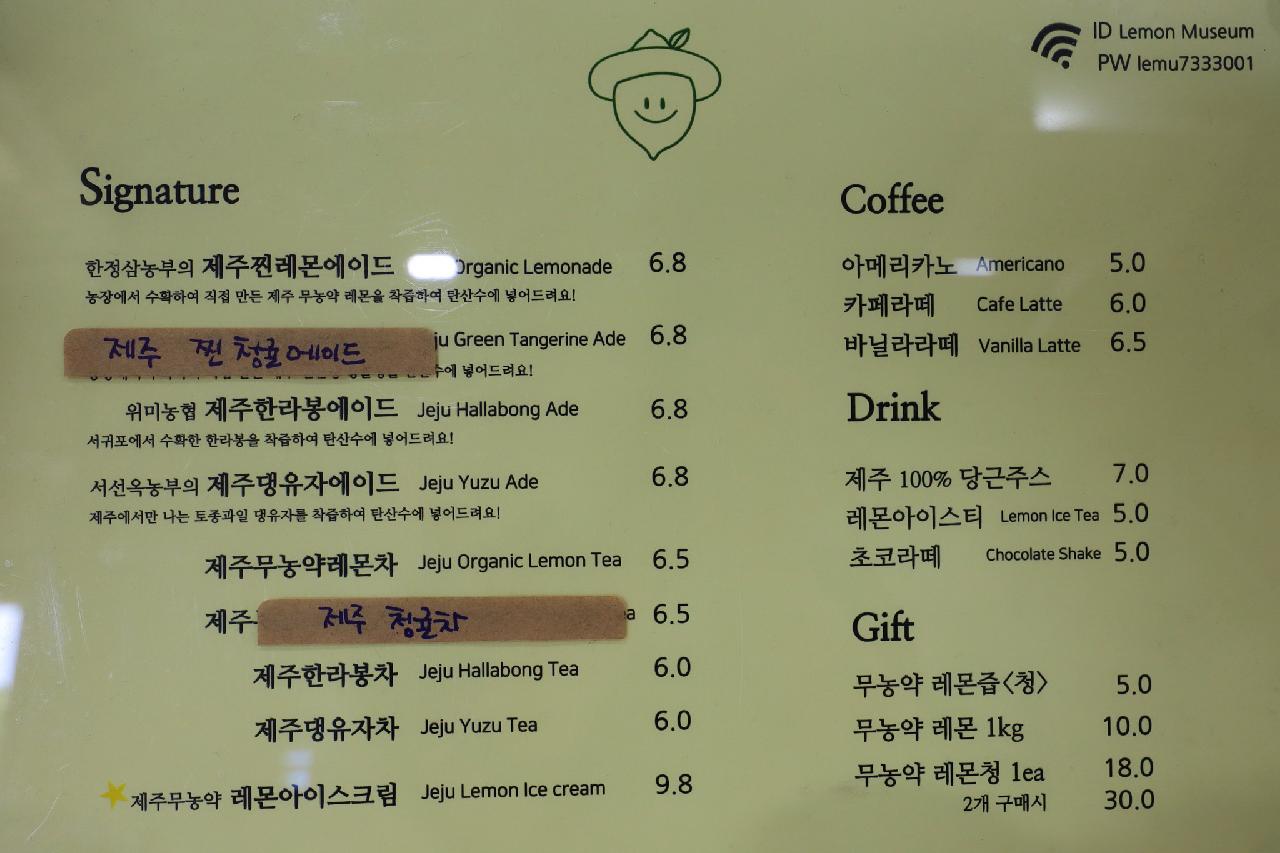 ID Lemon Museum
PW lemu7333001
Signature
한정삼농부의 제주찐레몬에이드 Organic Lemonade 6.8
농장에서 수확하여 직접 만든 제주 무농약 레몬을 착즙하여 탄산수에 넣어드려요!
제주 찐 청귤에이드 Green Tangerine Ade 6.8
넣어드려요!
위미농협 제주한라봉에이드 Jeju Hallabong Ade 6.8
서귀포에서 수확한 한라봉을 착즙하여 탄산수에 넣어드려요!
서선옥농부의 제주댕유자에이드 Jeju Yuzu Ade 6.8
제주에서만 나는 토종과일 댕유자를 착즙하여 탄산수에 넣어드려요!
제주무농약레몬차 Jeju Organic Lemon Tea 6.5
제주 제주 청귤차 6.5
제주한라봉차 Jeju Hallabong Tea 6.0
제주댕유자차 Jeju Yuzu Tea 6.0
제주무농약 레몬아이스크림 Jeju Lemon Ice cream 9.8
Coffee
아메리카노 Americano 5.0
카페라떼 Cafe Latte 6.0
바닐라라떼 Vanilla Latte 6.5
Drink
제주 100% 당근주스 7.0
레몬아이스티 Lemon Ice Tea 5.0
초코라떼 Chocolate Shake 5.0
Gift
무농약 레몬즙<청> 5.0
무농약 레몬 1kg 10.0
무농약 레몬청 1ea 18.0
2개 구매시 30.0